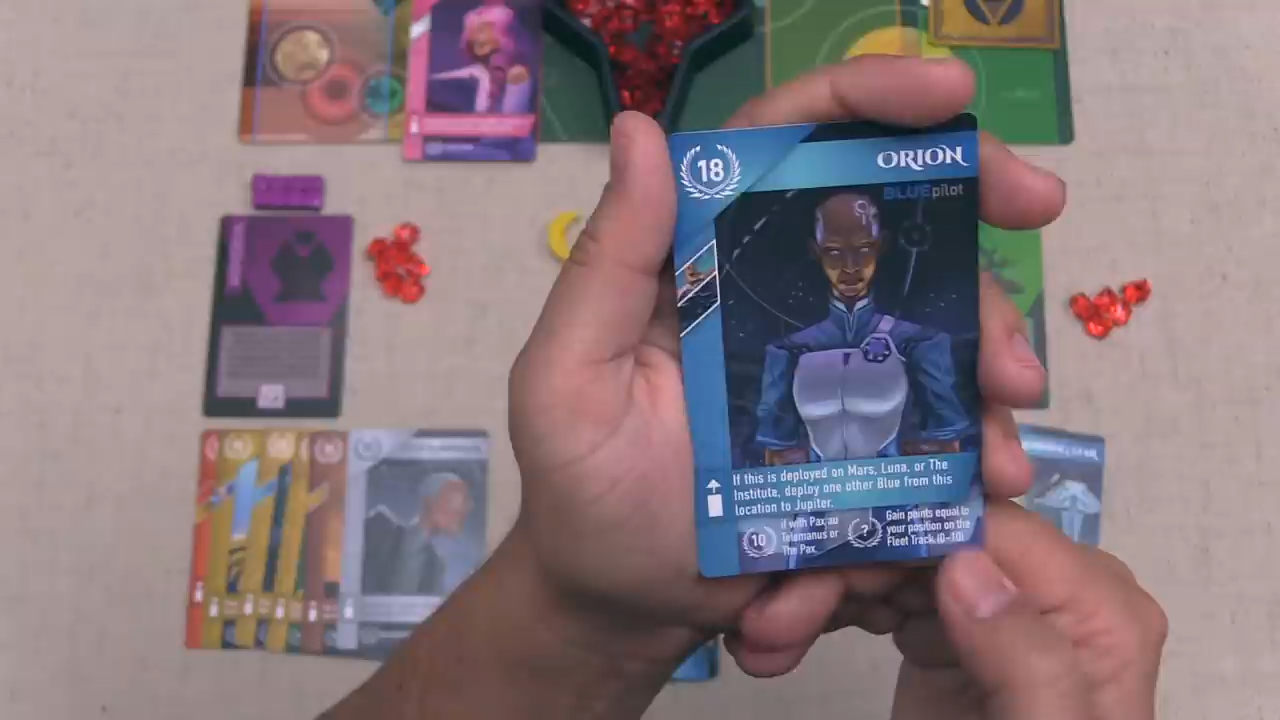 18
ORION
BLUEpilot
If this is deployed on Mars, Luna, or The
Institute, deploy one other Blue from this
location to Jupiter.
10
if with Pax au
Telemanus or
The Pax
?
Gain points equal to
your position on the
Fleet Track. (0-10)